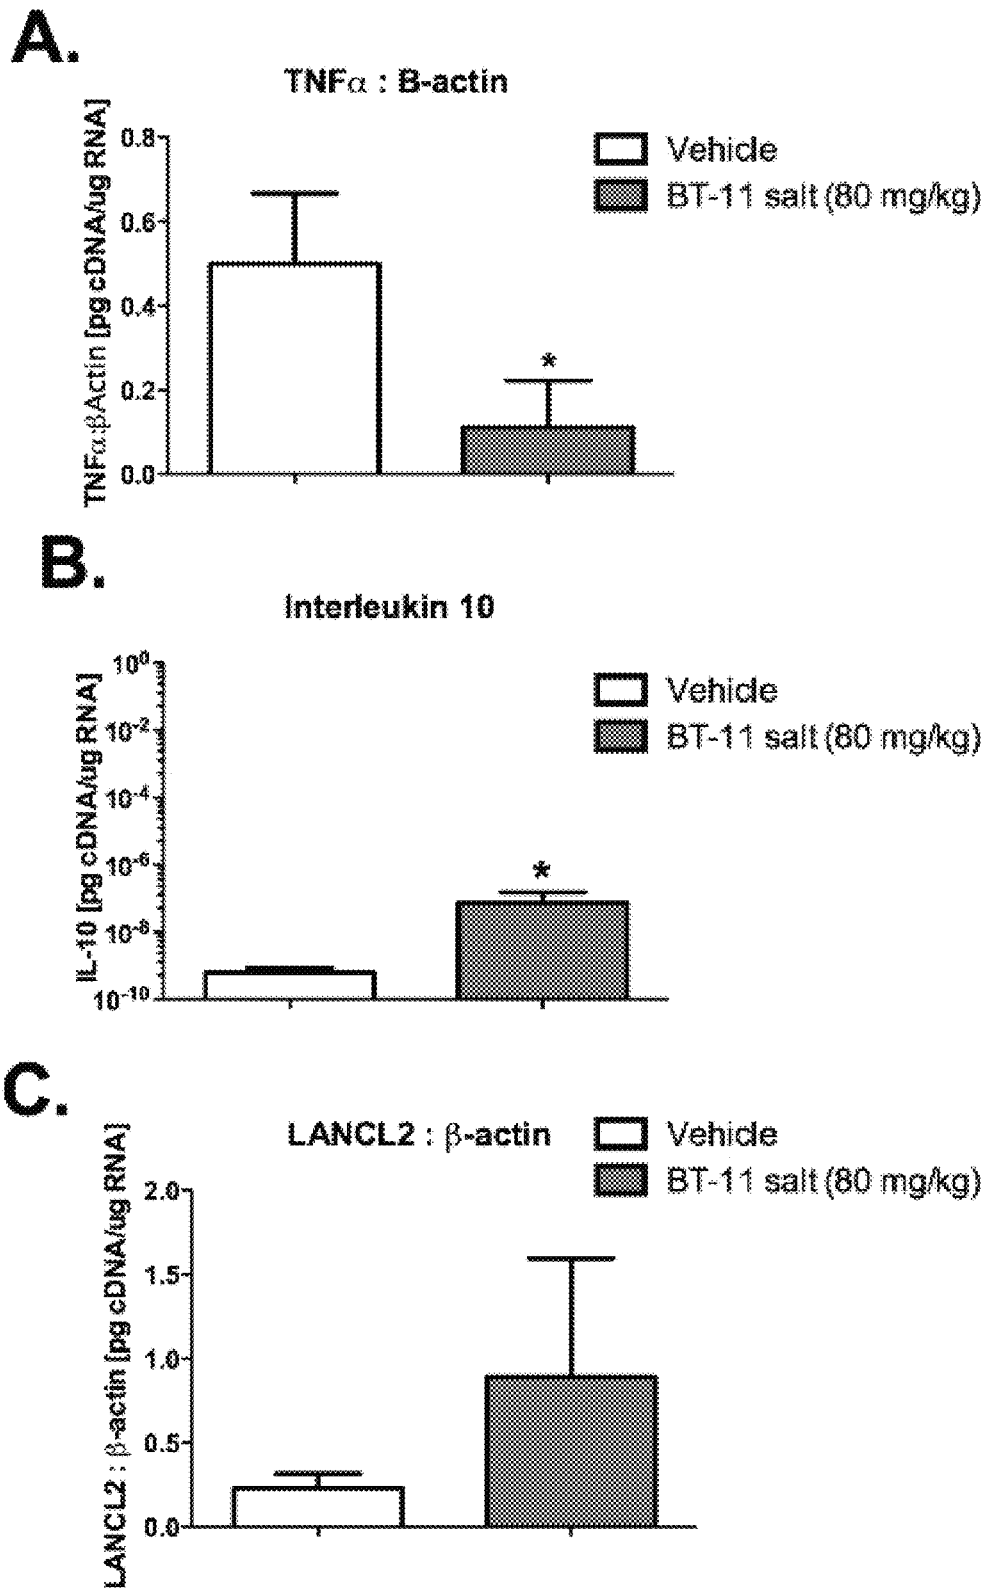 A.
TNFα : B-actin
TNFα:βActin [pg cDNA/ug RNA]
0.8
0.6
0.4
0.2
0.0
*
Vehicle
BT-11 salt (80 mg/kg)
B.
Interleukin 10
IL-10 [pg cDNA/ug RNA]
10⁰
10⁻²
10⁻⁴
10⁻⁶
10⁻⁸
10⁻¹⁰
*
Vehicle
BT-11 salt (80 mg/kg)
C.
LANCL2 : β-actin
LANCL2 : β-actin [pg cDNA/ug RNA]
2.0
1.5
1.0
0.5
0.0
Vehicle
BT-11 salt (80 mg/kg)